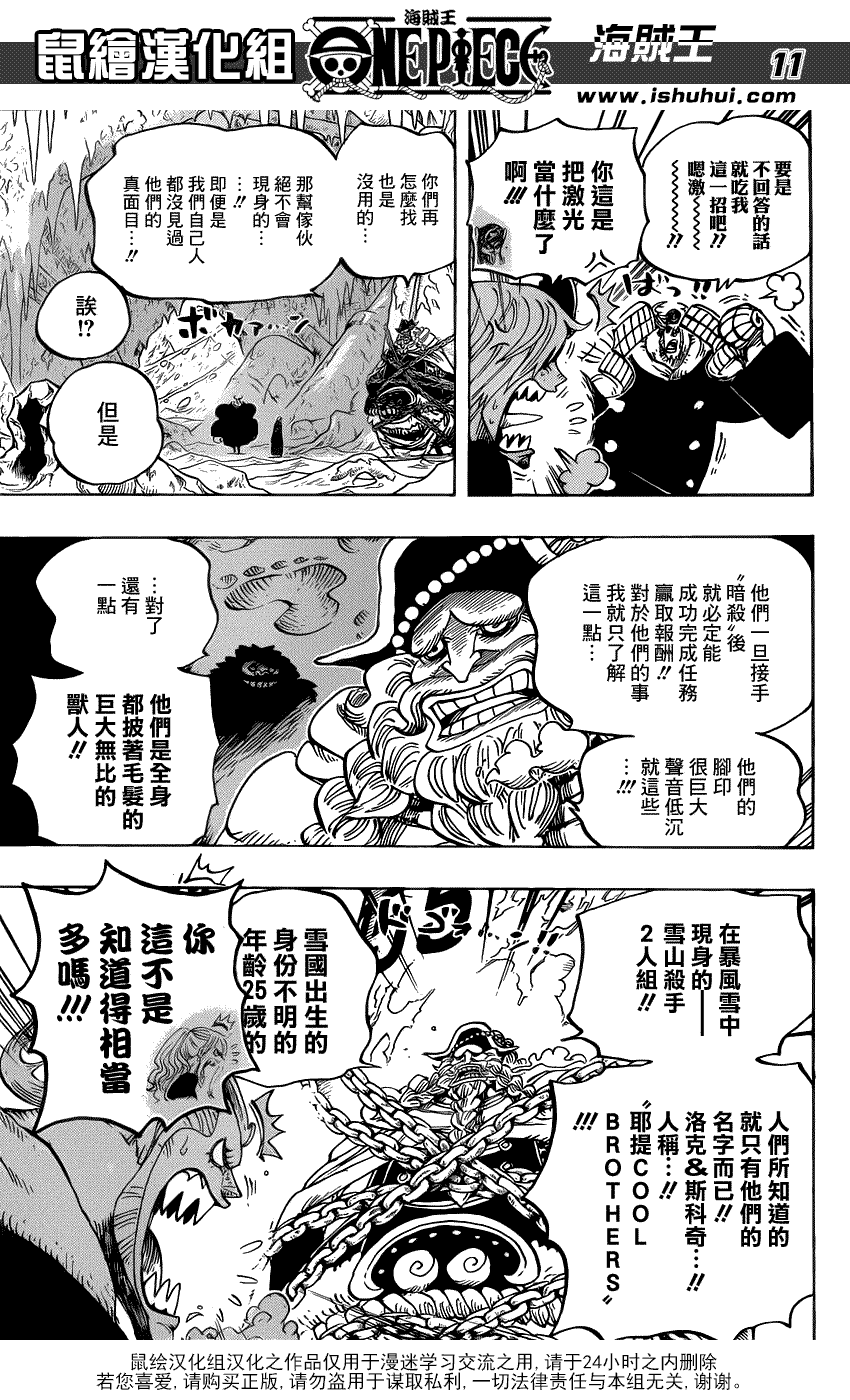 鼠繪漢化組
海賊王
ONE PIECE
海賊王
11
www.ishuhui.com
要是
不回答的話
就吃我
這一招吧!!
嗯激~~~~!!
你這是
把激光
當什麼了
啊!!!
ばっ!!
你們再
怎麼找
也是
沒用的…
那幫傢伙
絕不會
現身的…
…!!
即便是
我們自己人
都沒見過
他們的
真面目…!!
ボカァ…ン
誒!?
但是
他們一旦接手
〝暗殺〟後
就必定能
成功完成任務
贏取報酬!!
對於他們的事
我就只了解
這一點…
他們的
腳印
很巨大
聲音低沉
就這些
…!!!
…對了
還有
一點
他們是全身
都披著毛髮的
巨大無比的
獸人!!
在暴風雪中
現身的——
雪山殺手
2人組!!
人們所知道的
就只有他們的
名字而已!!
洛克&斯科奇…!!
人稱…!!
〝耶提COOL
BROTHERS〟
!!!
雪國出生的
身份不明的
年齡25歲的
你
這不是
知道得相當
多嗎!!!
鼠绘汉化组汉化之作品仅用于漫迷学习交流之用, 请于24小时之内删除
若您喜爱, 请购买正版, 请勿盗用于谋取私利, 一切法律责任与本组无关, 谢谢.